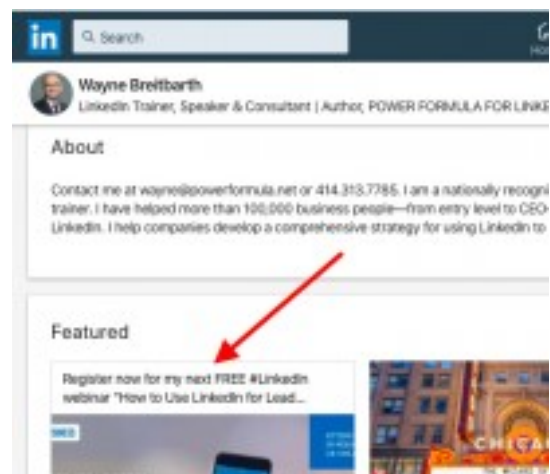 in
Search
Wayne Breitbarth
LinkedIn Trainer, Speaker & Consultant | Author, POWER FORMULA FOR
About
Contact me at wayne@powerformula.net or 414.313.7785. I am a nationally
trainer. I have helped more than 100,000 business people—from entry level to CEO-
LinkedIn. I help companies develop a comprehensive strategy for using LinkedIn to
Featured
Register now for my next FREE #LinkedIn
webinar "How to Use LinkedIn for Lead...